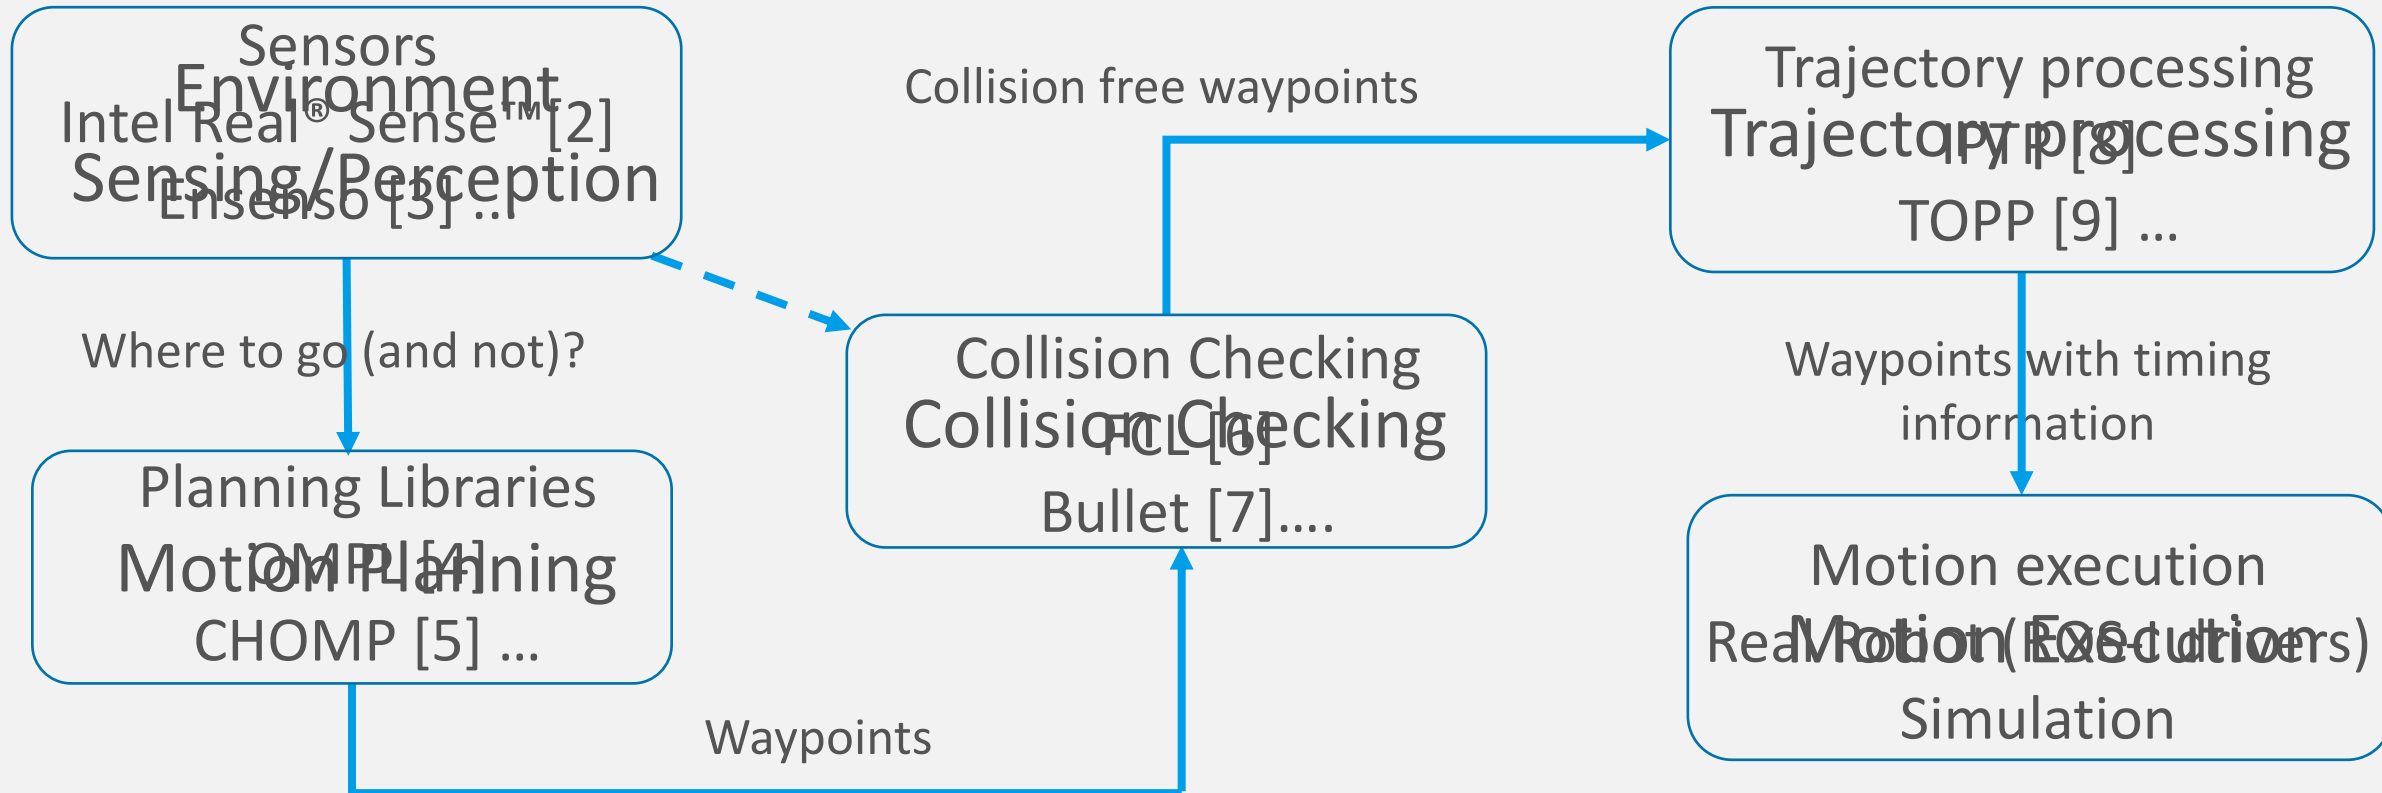 Sensors
Intel Real® Sense™[2]
Ensenso [3] ...
Environment
Sensing/Perception
Collision free waypoints
Trajectory processing
IPTP [8]
TOPP [9] ...
Trajectory processing
Where to go (and not)?
Collision Checking
FCL [6]
Bullet [7]....
Collision Checking
Waypoints with timing
information
Planning Libraries
OMPL [4]
CHOMP [5] ...
Motion Planning
Motion execution
Real Robot (ROS-I drivers)
Simulation
Motion Execution
Waypoints